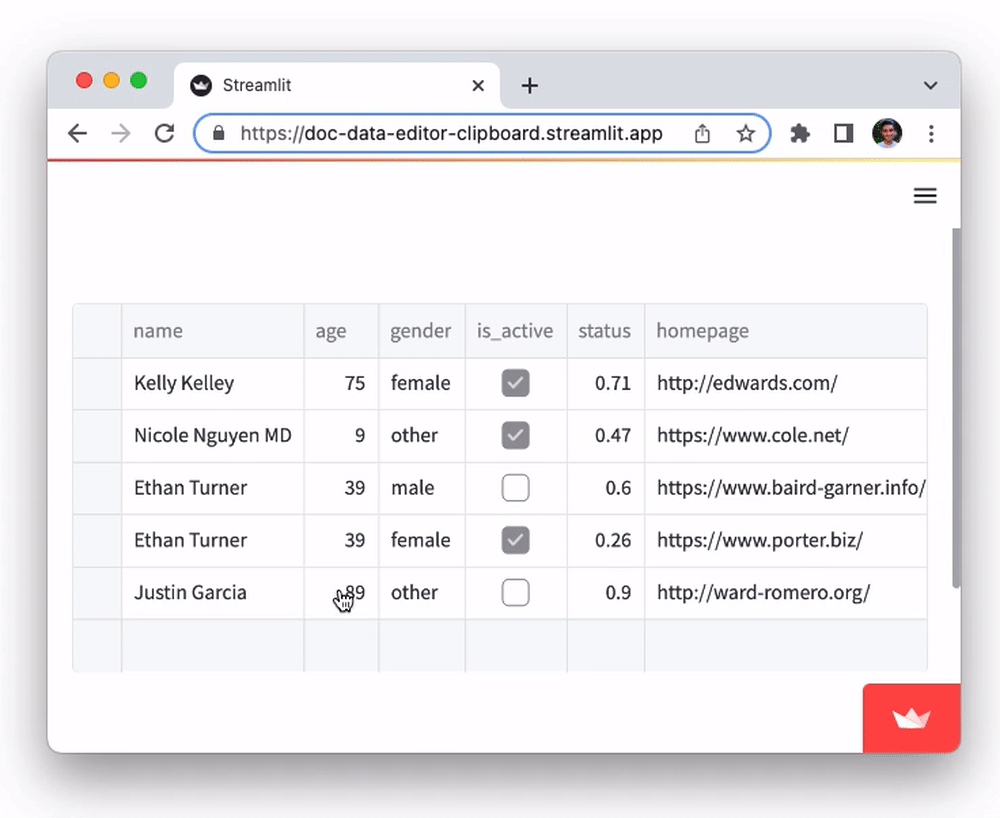 Streamlit
https://doc-data-editor-clipboard.streamlit.app
name age gender is_active status homepage
Kelly Kelley 75 female 0.71 http://edwards.com/
Nicole Nguyen MD 9 other 0.47 https://www.cole.net/
Ethan Turner 39 male 0.6 https://www.baird-garner.info/
Ethan Turner 39 female 0.26 https://www.porter.biz/
Justin Garcia 89 other 0.9 http://ward-romero.org/